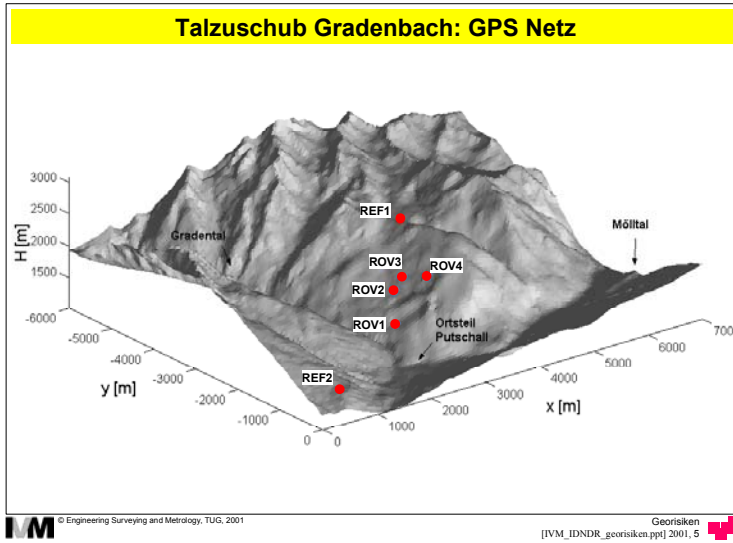 Talzuschub Gradenbach: GPS Netz
3000
2500
2000
1500
H [m]
REF1
Mölltal
Gradental
ROV3
ROV4
ROV2
ROV1
Ortsteil
Putschall
REF2
-6000
-5000
-4000
-3000
-2000
-1000
0
y [m]
0
1000
2000
3000
4000
5000
6000
700
x [m]
IVM
© Engineering Surveying and Metrology, TUG, 2001
Georisiken
[IVM_IDNDR_georisiken.ppt] 2001, 5